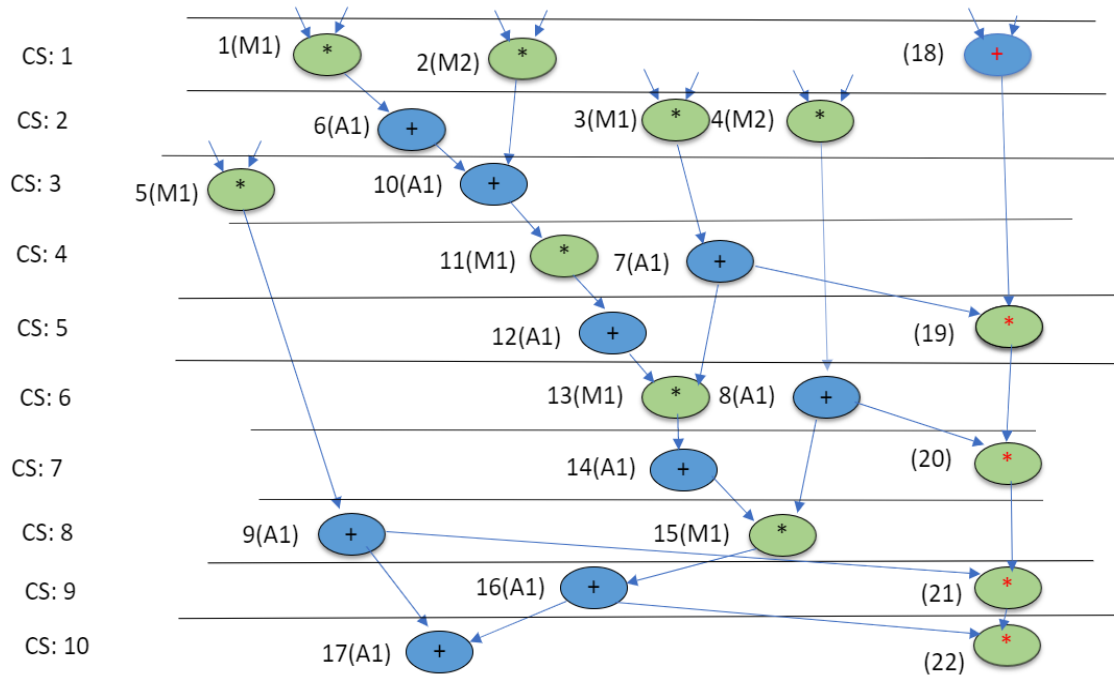 CS: 1
1(M1)
*
2(M2)
*
(18)
+
CS: 2
6(A1)
+
3(M1)
*
4(M2)
*
CS: 3
5(M1)
*
10(A1)
+
CS: 4
11(M1)
*
7(A1)
+
CS: 5
12(A1)
+
(19)
*
CS: 6
13(M1)
*
8(A1)
+
CS: 7
14(A1)
+
(20)
*
CS: 8
9(A1)
+
15(M1)
*
CS: 9
16(A1)
+
(21)
*
CS: 10
17(A1)
+
(22)
*